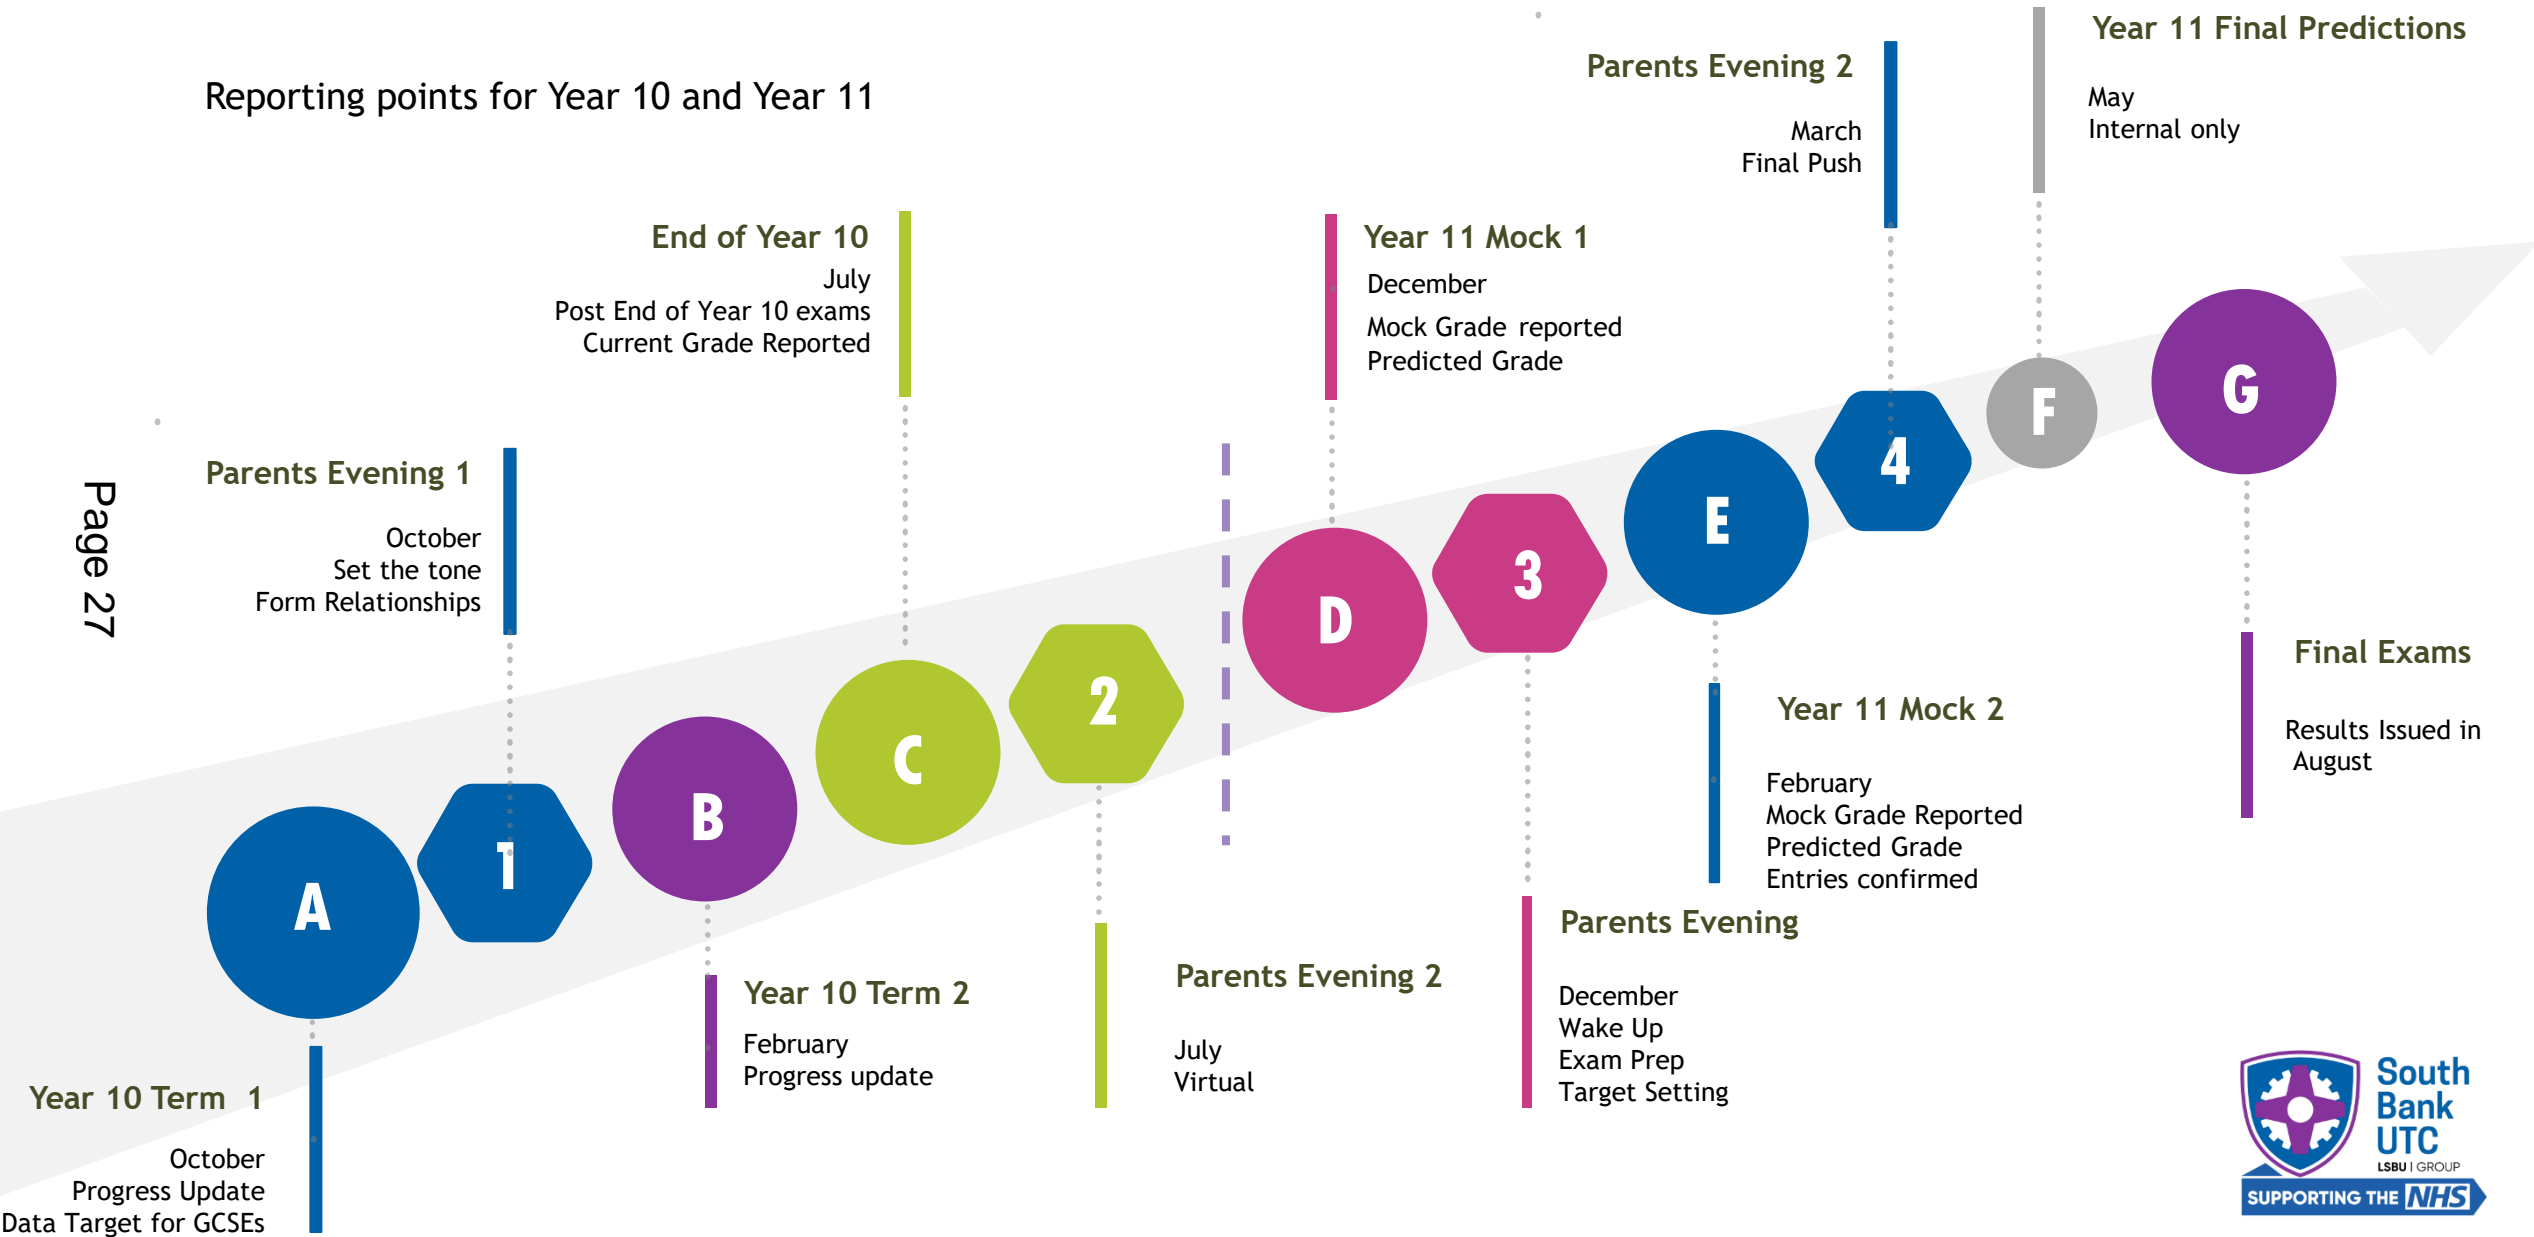 Reporting points for Year 10 and Year 11
Page 27
A
Year 10 Term 1
October
Progress Update
Data Target for GCSEs
1
Parents Evening 1
October
Set the tone
Form Relationships
B
Year 10 Term 2
February
Progress update
C
End of Year 10
July
Post End of Year 10 exams
Current Grade Reported
2
Parents Evening 2
July
Virtual
D
Year 11 Mock 1
December
Mock Grade reported
Predicted Grade
3
Parents Evening
December
Wake Up
Exam Prep
Target Setting
E
Year 11 Mock 2
February
Mock Grade Reported
Predicted Grade
Entries confirmed
4
Parents Evening 2
March
Final Push
F
Year 11 Final Predictions
May
Internal only
G
Final Exams
Results Issued in
August
South
Bank
UTC
LSBU | GROUP
SUPPORTING THE NHS